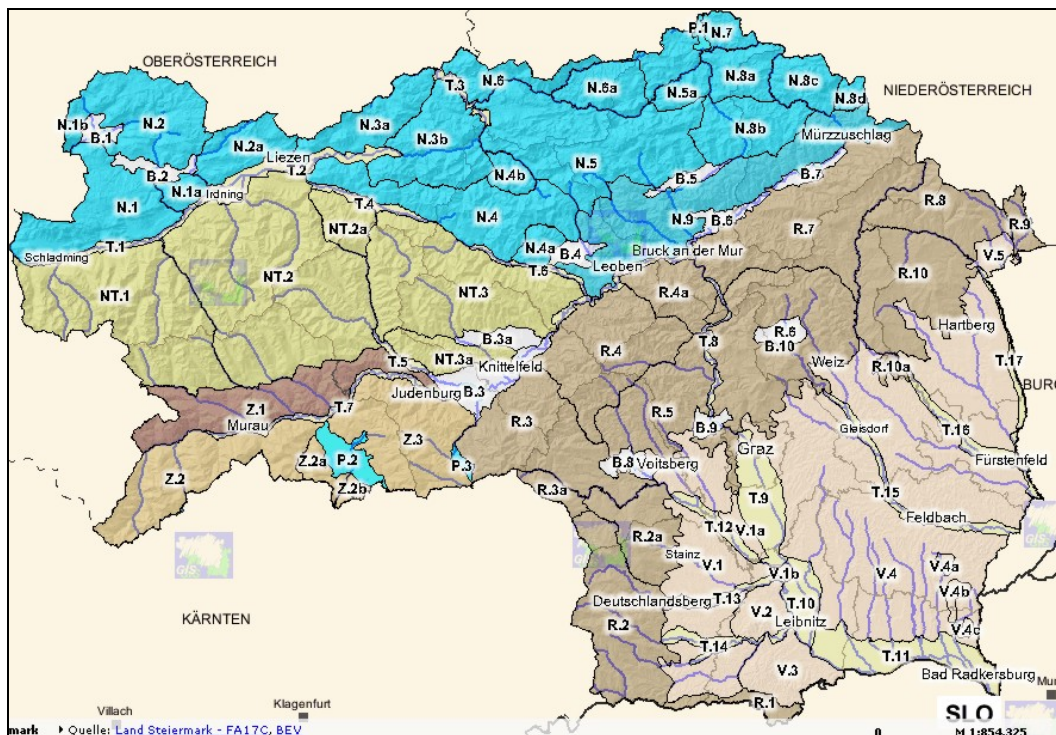 P.1
N.7
OBERÖSTERREICH
T.3
N.6
N.6a
N.5a
N.8a
N.8c
N.8d
NIEDERÖSTERREICH
N.1b
B.1
N.2
N.2a
N.3a
N.3b
N.8b
Mürzzuschlag
Liezen
T.2
B.2
N.1a
Irdning
N.4b
N.5
B.5
B.7
N.1
T.4
N.4
N.9
B.6
R.8
R.9
NT.2a
R.7
T.1
Schladming
N.4a
B.4
Bruck an der Mur
V.5
T.6
Leoben
NT.1
NT.2
NT.3
R.4a
R.10
B.3a
R.6
B.10
Hartberg
T.8
T.5
NT.3a
Knittelfeld
R.4
Weiz
R.10a
T.17
BURG
Judenburg
B.3
Z.1
T.7
Murau
R.3
R.5
B.9
Gleisdorf
T.16
Z.3
Graz
Z.2
Z.2a
P.2
P.3
B.8
Voitsberg
Fürstenfeld
Z.2b
R.3a
T.9
T.15
T.12
V.1a
Feldbach
R.2a
Stainz
V.1
V.1b
V.4
V.4a
GIS
KÄRNTEN
Deutschlandsberg
T.13
T.10
V.4b
R.2
V.2
Leibnitz
V.4c
T.14
T.11
V.3
Bad Radkersburg
R.1
Klagenfurt
Villach
Mur
SLO
mark
Quelle: Land Steiermark - FA17C, BEV
0
M 1:854.325